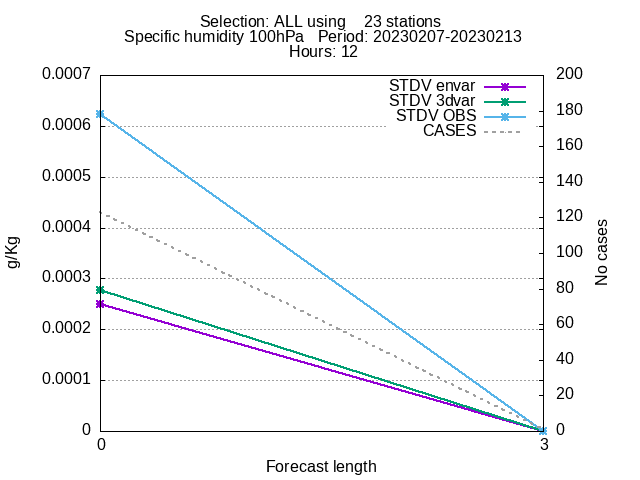 Selection: ALL using    23 stations
Specific humidity 100hPa   Period: 20230207-20230213
Hours: 12
STDV envar
STDV 3dvar
STDV OBS
CASES
0.0007
0.0006
0.0005
0.0004
0.0003
0.0002
0.0001
0
200
180
160
140
120
100
80
60
40
20
0
g/Kg
No cases
0
3
Forecast length